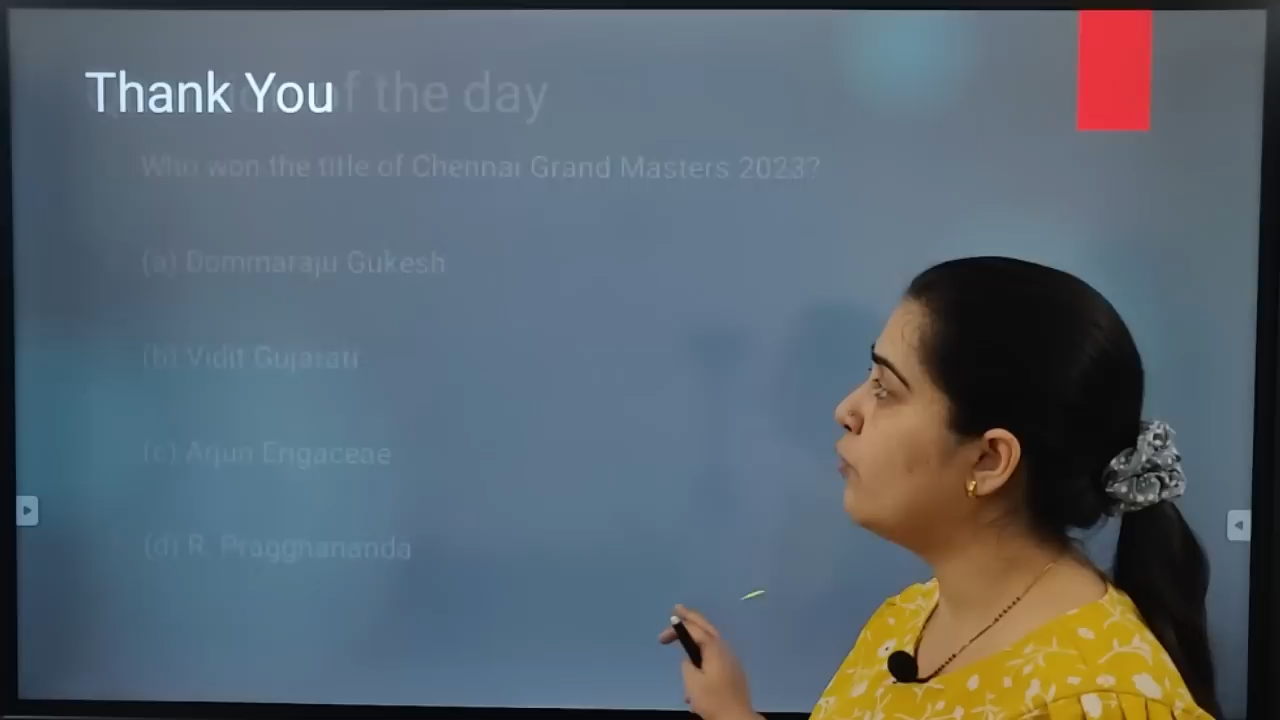 Thank You
of the day
Who won the title of Chennai Grand Masters 2023?
(a) Dommaraju Gukesh
(b) Vidit Gujarati
(c) Arjun Erigaceae
(d) R. Praggnananda